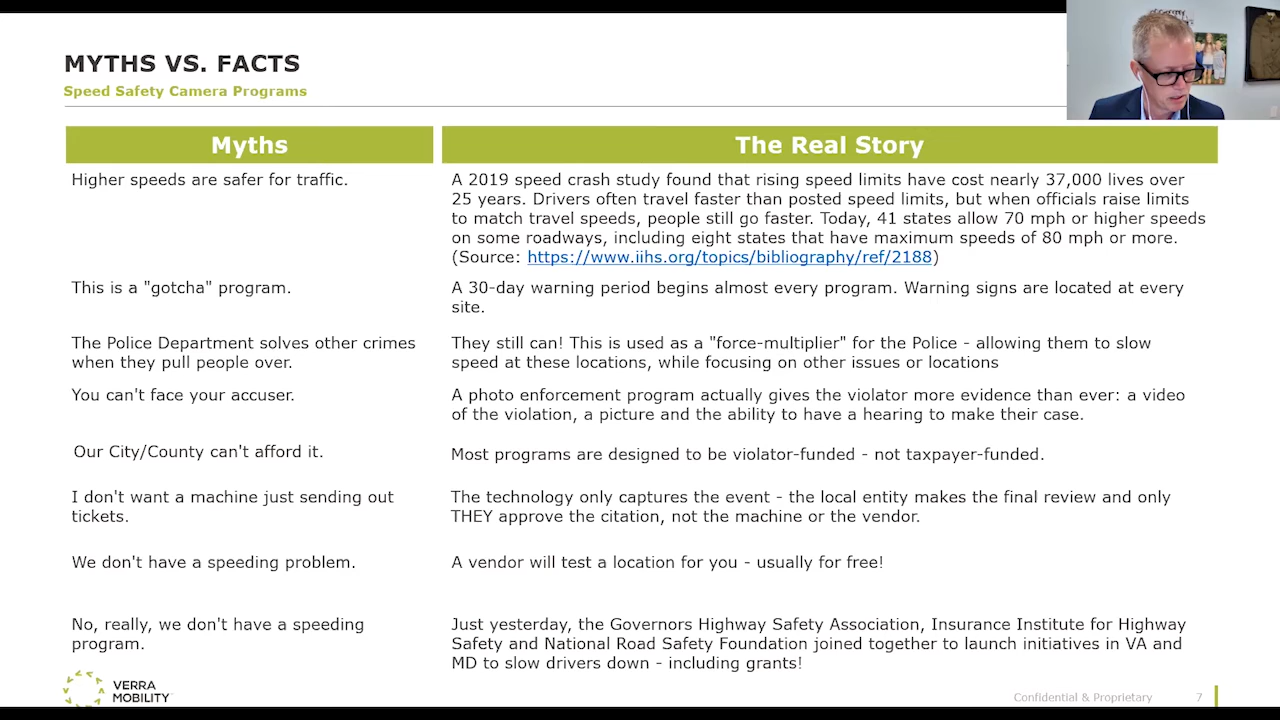 MYTHS VS. FACTS
Speed Safety Camera Programs
Myths
The Real Story
Higher speeds are safer for traffic.
A 2019 speed crash study found that rising speed limits have cost nearly 37,000 lives over
25 years. Drivers often travel faster than posted speed limits, but when officials raise limits
to match travel speeds, people still go faster. Today, 41 states allow 70 mph or higher speeds
on some roadways, including eight states that have maximum speeds of 80 mph or more.
(Source: https://www.iihs.org/topics/bibliography/ref/2188)
This is a "gotcha" program.
A 30-day warning period begins almost every program. Warning signs are located at every
site.
The Police Department solves other crimes
when they pull people over.
They still can! This is used as a "force-multiplier" for the Police - allowing them to slow
speed at these locations, while focusing on other issues or locations
You can't face your accuser.
A photo enforcement program actually gives the violator more evidence than ever: a video
of the violation, a picture and the ability to have a hearing to make their case.
Our City/County can't afford it.
Most programs are designed to be violator-funded - not taxpayer-funded.
I don't want a machine just sending out
tickets.
The technology only captures the event - the local entity makes the final review and only
THEY approve the citation, not the machine or the vendor.
We don't have a speeding problem.
A vendor will test a location for you - usually for free!
No, really, we don't have a speeding
program.
Just yesterday, the Governors Highway Safety Association, Insurance Institute for Highway
Safety and National Road Safety Foundation joined together to launch initiatives in VA and
MD to slow drivers down - including grants!
VERRA
MOBILITY
Confidential & Proprietary
7